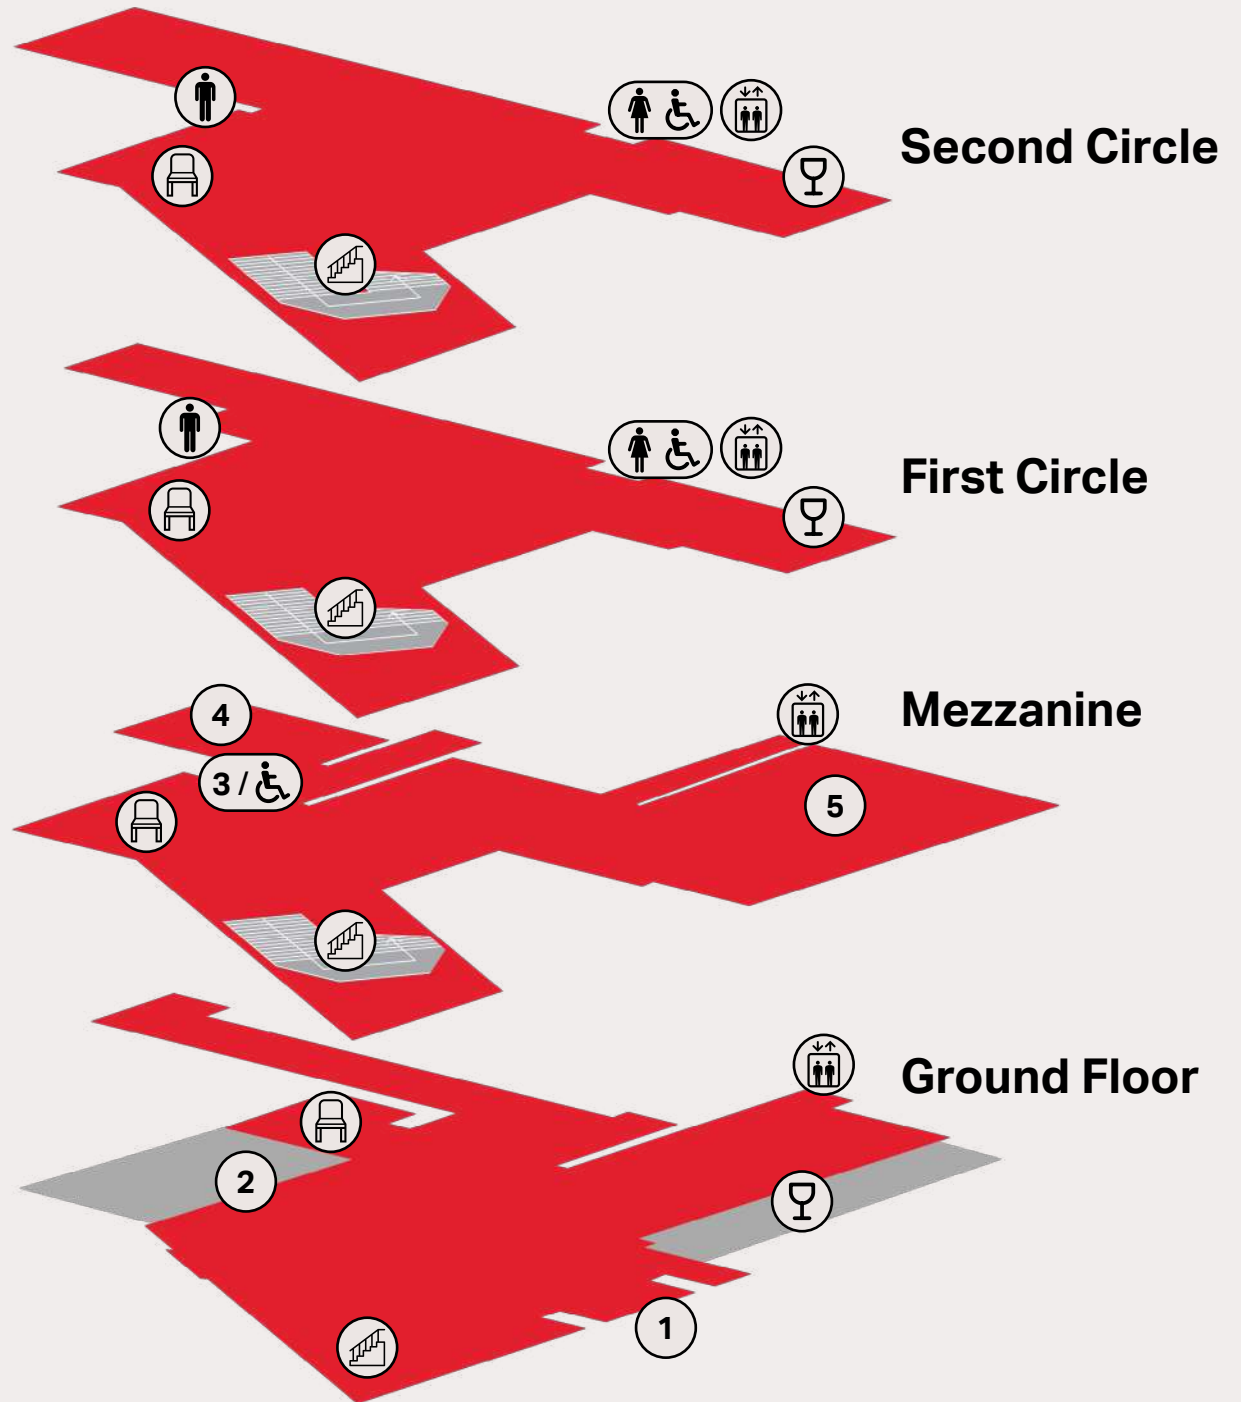 Second Circle
First Circle
4
Mezzanine
3 /
5
Ground Floor
2
1